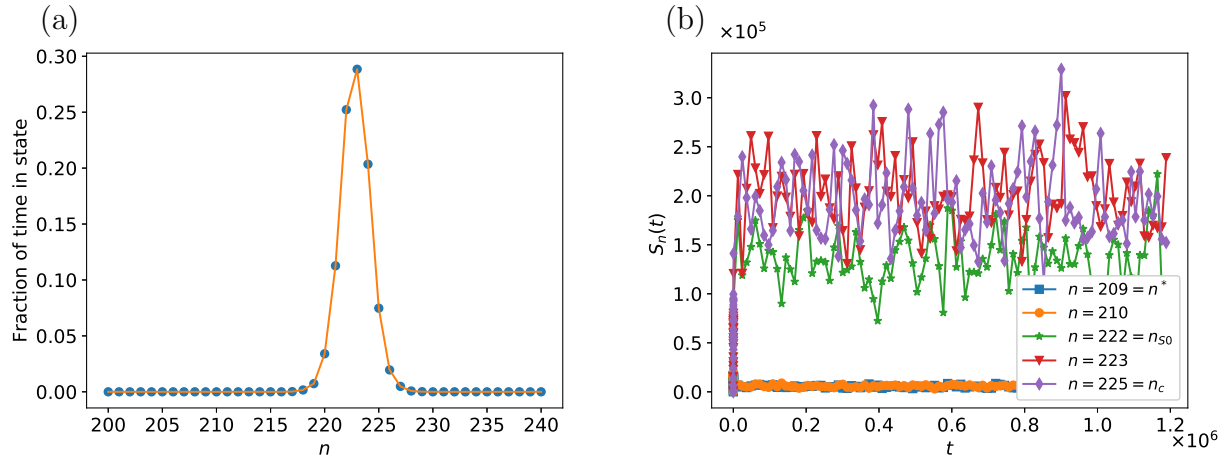 (a)
0.30
0.25
0.20
0.15
0.10
0.05
0.00
Fraction of time in state
200 205 210 215 220 225 230 235 240
n
(b)
×10^5
3.0
2.5
2.0
1.5
1.0
0.5
0.0
S_n(t)
n = 209 = n^*
n = 210
n = 222 = n_{S0}
n = 223
n = 225 = n_c
0.0 0.2 0.4 0.6 0.8 1.0 1.2
×10^6
t